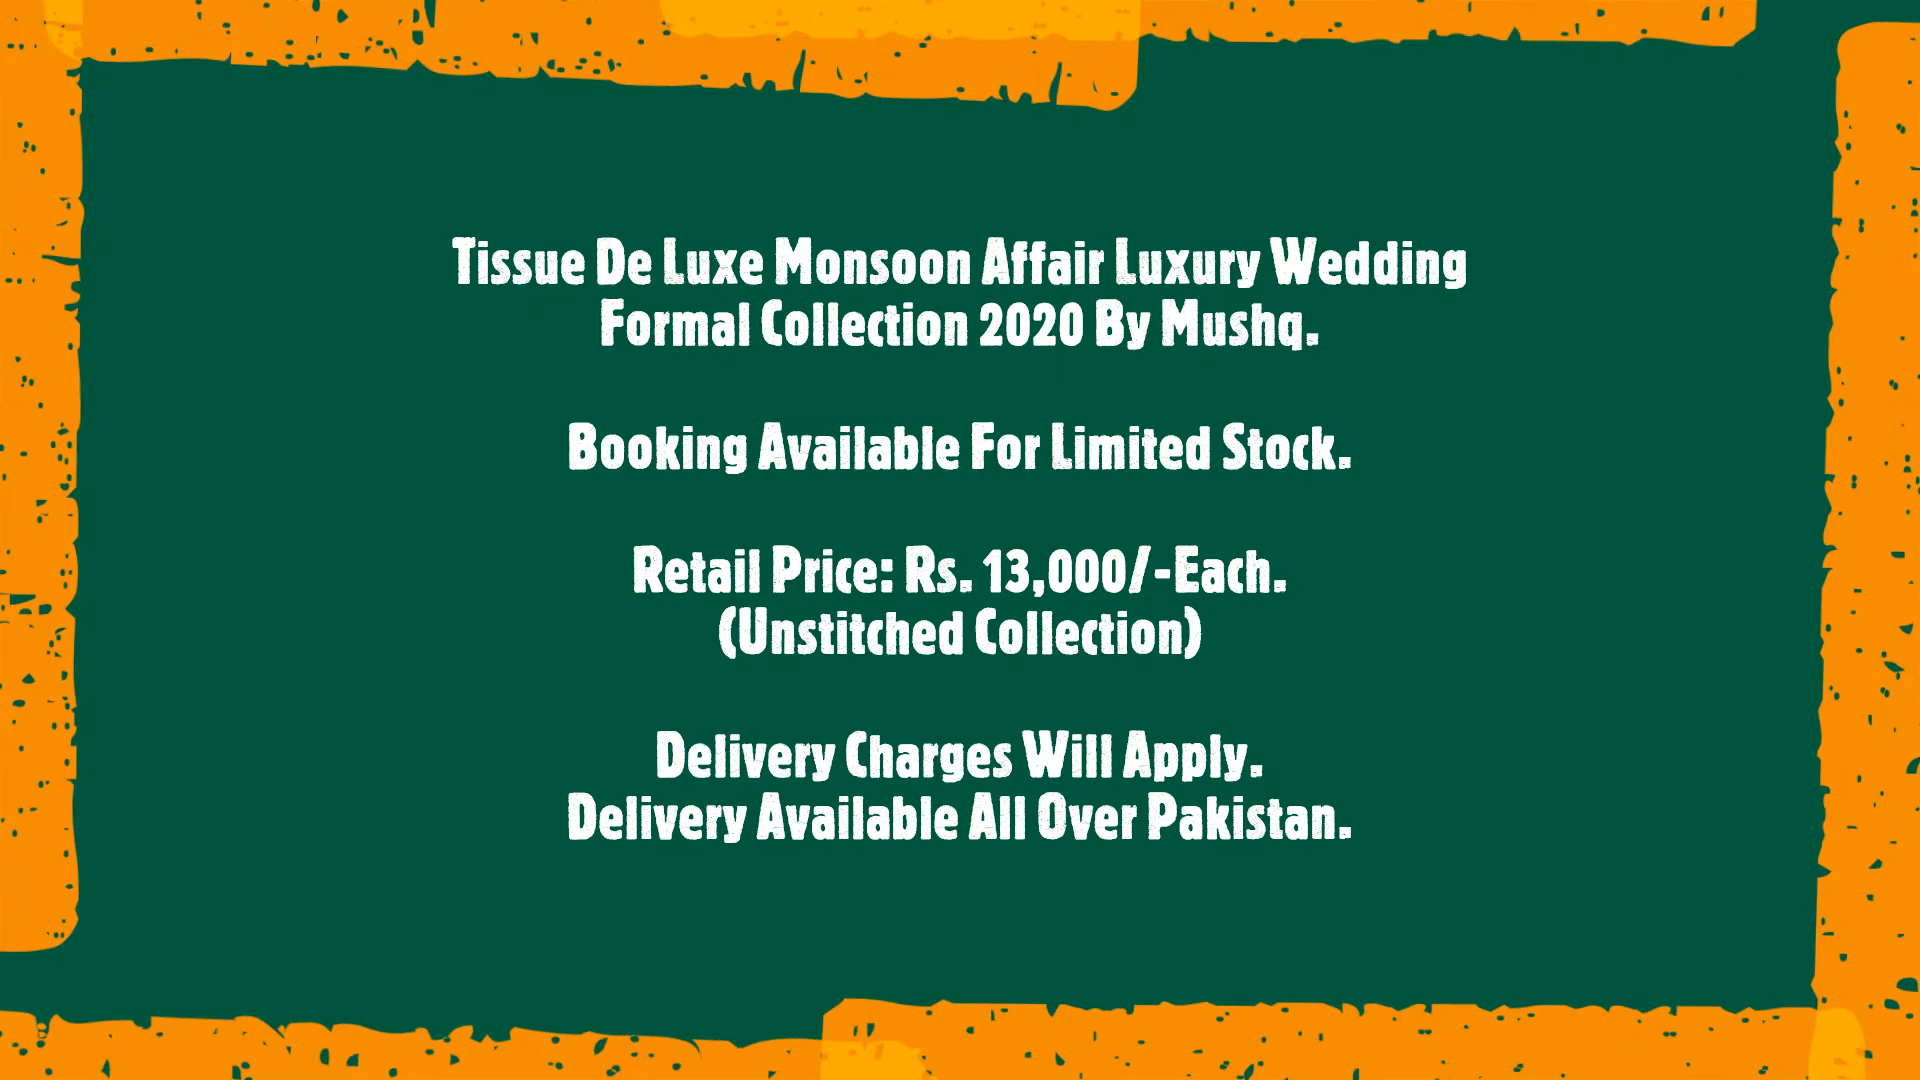 Tissue De Luxe Monsoon Affair Luxury Wedding
Formal Collection 2020 By Mushq.
Booking Available For Limited Stock.
Retail Price: Rs. 13,000/-Each.
(Unstitched Collection)
Delivery Charges Will Apply.
Delivery Available All Over Pakistan.